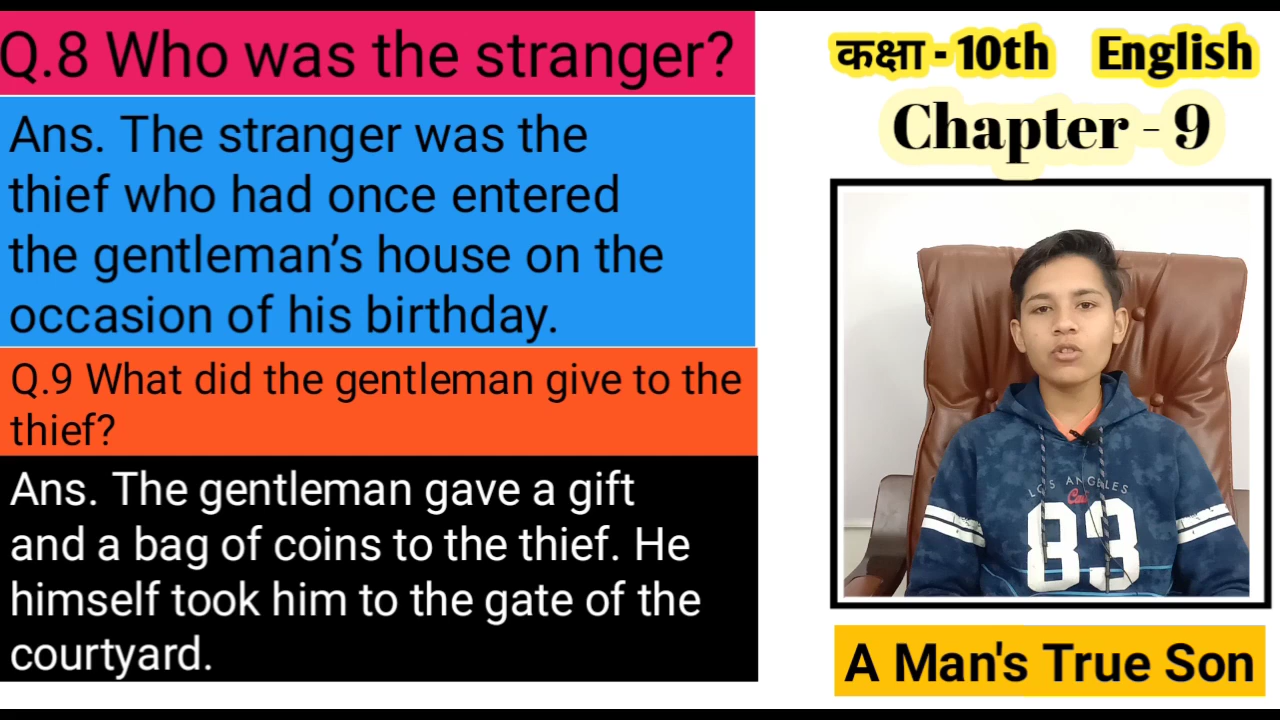 Q.8 Who was the stranger?
Ans. The stranger was the
thief who had once entered
the gentleman’s house on the
occasion of his birthday.
Q.9 What did the gentleman give to the
thief?
Ans. The gentleman gave a gift
and a bag of coins to the thief. He
himself took him to the gate of the
courtyard.
कक्षा - 10th English
Chapter - 9
LOS ANGELES
Cali
83
A Man's True Son